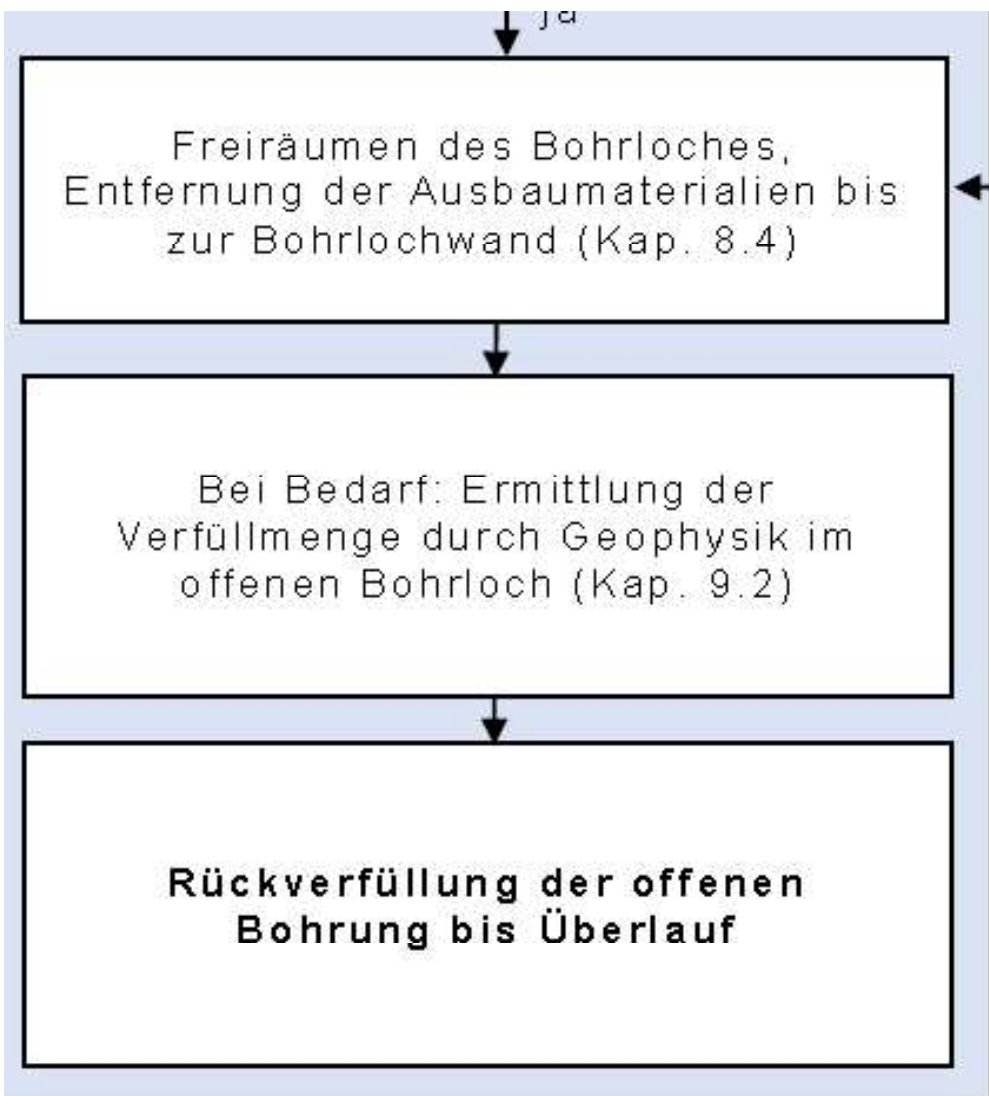 ja
Freiräumen des Bohrloches,
Entfernung der Ausbaumaterialien bis
zur Bohrlochwand (Kap. 8.4)
Bei Bedarf: Ermittlung der
Verfüllmenge durch Geophysik im
offenen Bohrloch (Kap. 9.2)
Rückverfüllung der offenen
Bohrung bis Überlauf